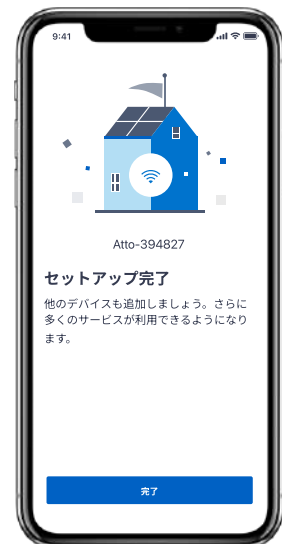 9:41
Atto-394827
セットアップ完了
他のデバイスも追加しましょう。さらに
多くのサービスが利用できるようになり
ます。
完了